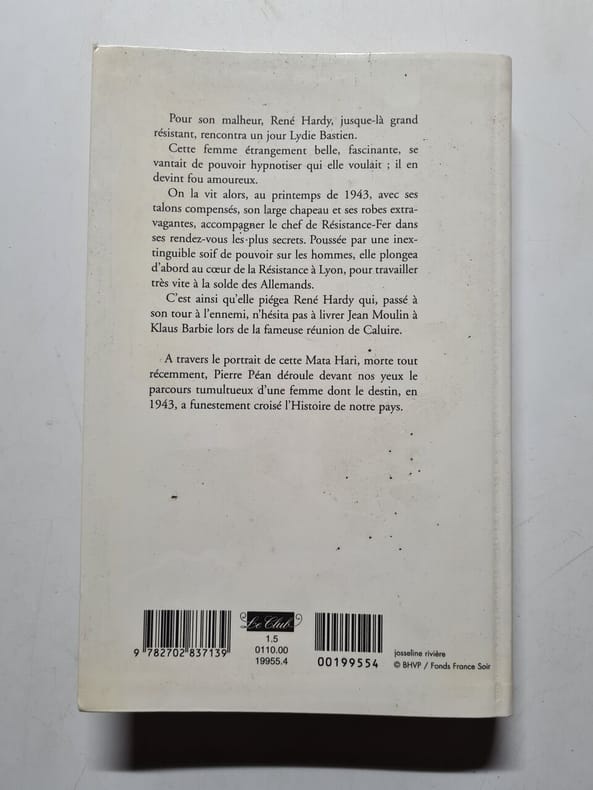 Pour son malheur, René Hardy, jusque-là grand
résistant, rencontra un jour Lydie Bastien.
Cette femme étrangement belle, fascinante, se
vantait de pouvoir hypnotiser qui elle voulait ; il en
devint fou amoureux.
On la vit alors, au printemps de 1943, avec ses
talons compensés, son large chapeau et ses robes extra-
vagantes, accompagner le chef de Résistance-Fer dans
ses rendez-vous les plus secrets. Poussée par une inex-
tinguible soif de pouvoir sur les hommes, elle plongea
d'abord au cœur de la Résistance à Lyon, pour travailler
très vite à la solde des Allemands.
C'est ainsi qu'elle piégea René Hardy qui, passé à
son tour à l'ennemi, n'hésita pas à livrer Jean Moulin à
Klaus Barbie lors de la fameuse réunion de Caluire.
A travers le portrait de cette Mata Hari, morte tout
récemment, Pierre Péan déroule devant nos yeux le
parcours tumultueux d'une femme dont le destin, en
1943, a funestement croisé l'Histoire de notre pays.
9 782702 837139
Le Club
1.5
0110.00
19955.4
00199554
josseline rivière
© BHVP / Fonds France Soir